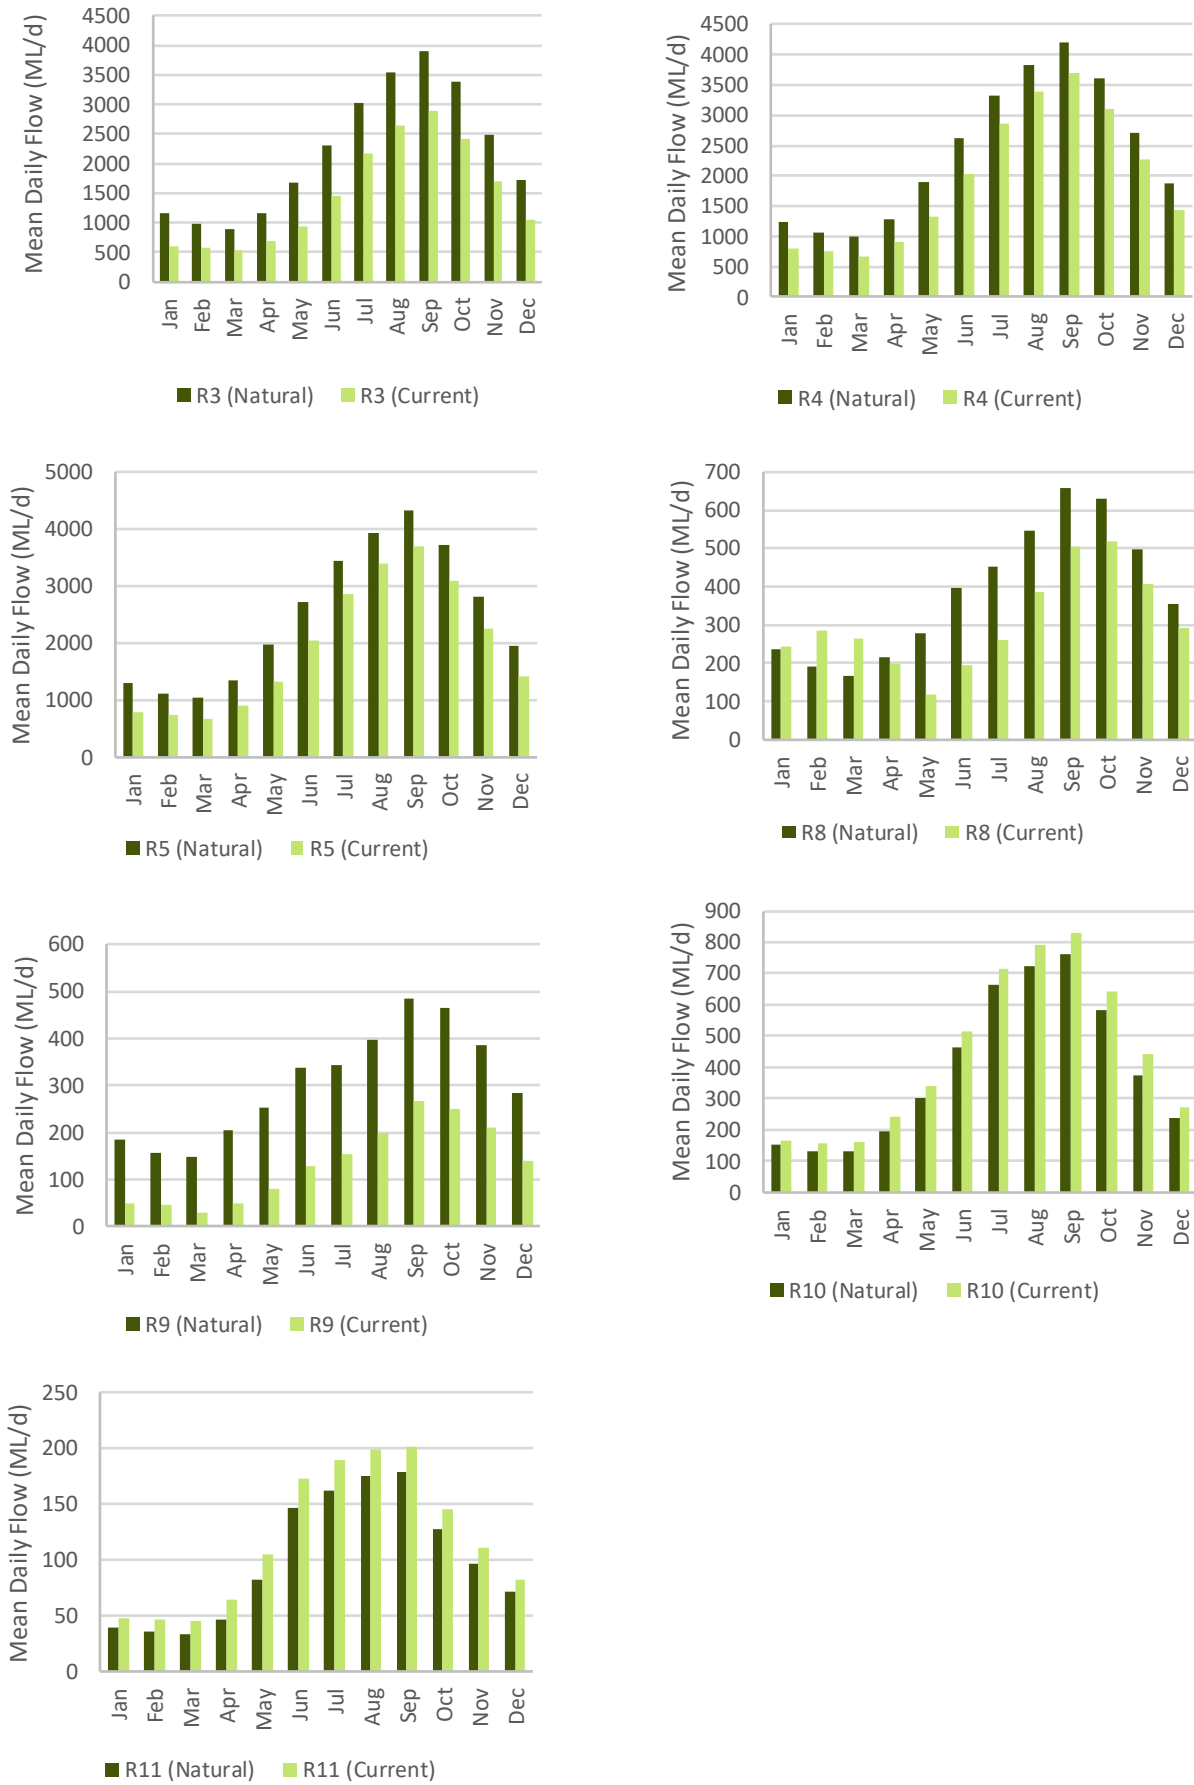 Mean Daily Flow (ML/d)
4500
4000
3500
3000
2500
2000
1500
1000
500
0
Jan Feb Mar Apr May Jun Jul Aug Sep Oct Nov Dec
R3 (Natural) R3 (Current)
Mean Daily Flow (ML/d)
4500
4000
3500
3000
2500
2000
1500
1000
500
0
Jan Feb Mar Apr May Jun Jul Aug Sep Oct Nov Dec
R4 (Natural) R4 (Current)
Mean Daily Flow (ML/d)
5000
4000
3000
2000
1000
0
Jan Feb Mar Apr May Jun Jul Aug Sep Oct Nov Dec
R5 (Natural) R5 (Current)
Mean Daily Flow (ML/d)
700
600
500
400
300
200
100
0
Jan Feb Mar Apr May Jun Jul Aug Sep Oct Nov Dec
R8 (Natural) R8 (Current)
Mean Daily Flow (ML/d)
600
500
400
300
200
100
0
Jan Feb Mar Apr May Jun Jul Aug Sep Oct Nov Dec
R9 (Natural) R9 (Current)
Mean Daily Flow (ML/d)
900
800
700
600
500
400
300
200
100
0
Jan Feb Mar Apr May Jun Jul Aug Sep Oct Nov Dec
R10 (Natural) R10 (Current)
Mean Daily Flow (ML/d)
250
200
150
100
50
0
Jan Feb Mar Apr May Jun Jul Aug Sep Oct Nov Dec
R11 (Natural) R11 (Current)